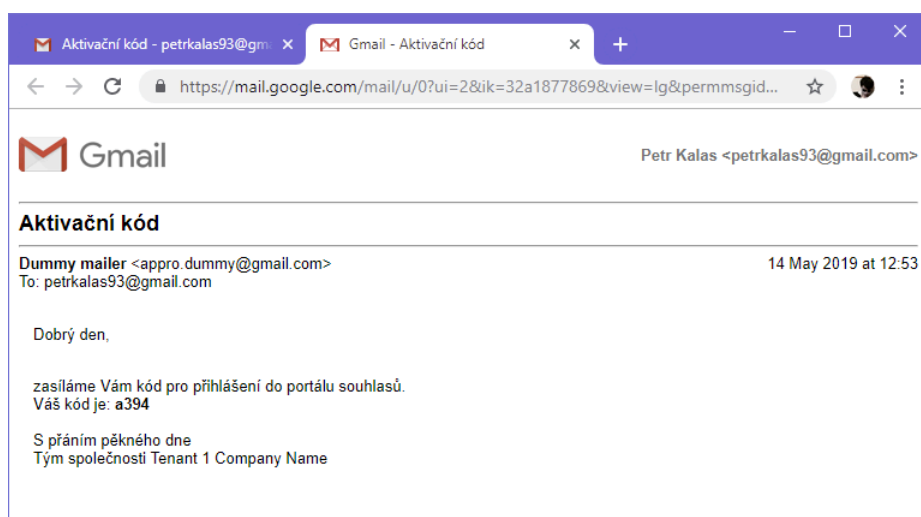 Aktivační kód - petrkalas93@gm
Gmail - Aktivační kód
https://mail.google.com/mail/u/0?ui=2&ik=32a1877869&view=lg&permmsgid...
Gmail
Petr Kalas <petrkalas93@gmail.com>
Aktivační kód
Dummy mailer <appro.dummy@gmail.com>
14 May 2019 at 12:53
To: petrkalas93@gmail.com
Dobrý den,
zasíláme Vám kód pro přihlášení do portálu souhlasů.
Váš kód je: a394
S přáním pěkného dne
Tým společnosti Tenant 1 Company Name